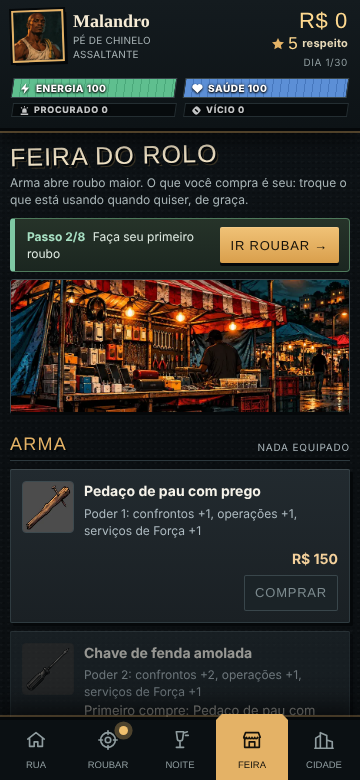 Malandro
PÉ DE CHINELO
ASSALTANTE
R$ 0
5 respeito
DIA 1/30
ENERGIA 100
SAÚDE 100
PROCURADO 0
VÍCIO 0
FEIRA DO ROLO
Arma abre roubo maior. O que você compra é seu: troque o
que está usando quando quiser, de graça.
Passo 2/8 Faça seu primeiro
roubo
IR ROUBAR →
ARMA
NADA EQUIPADO
Pedaço de pau com prego
Poder 1: confrontos +1, operações +1,
serviços de Força +1
R$ 150
COMPRAR
Chave de fenda amolada
Poder 2: confrontos +2, operações +1,
serviços de Força +1
Primeiro compre: Pedaço de pau com
RUA
ROUBAR
NOITE
FEIRA
CIDADE